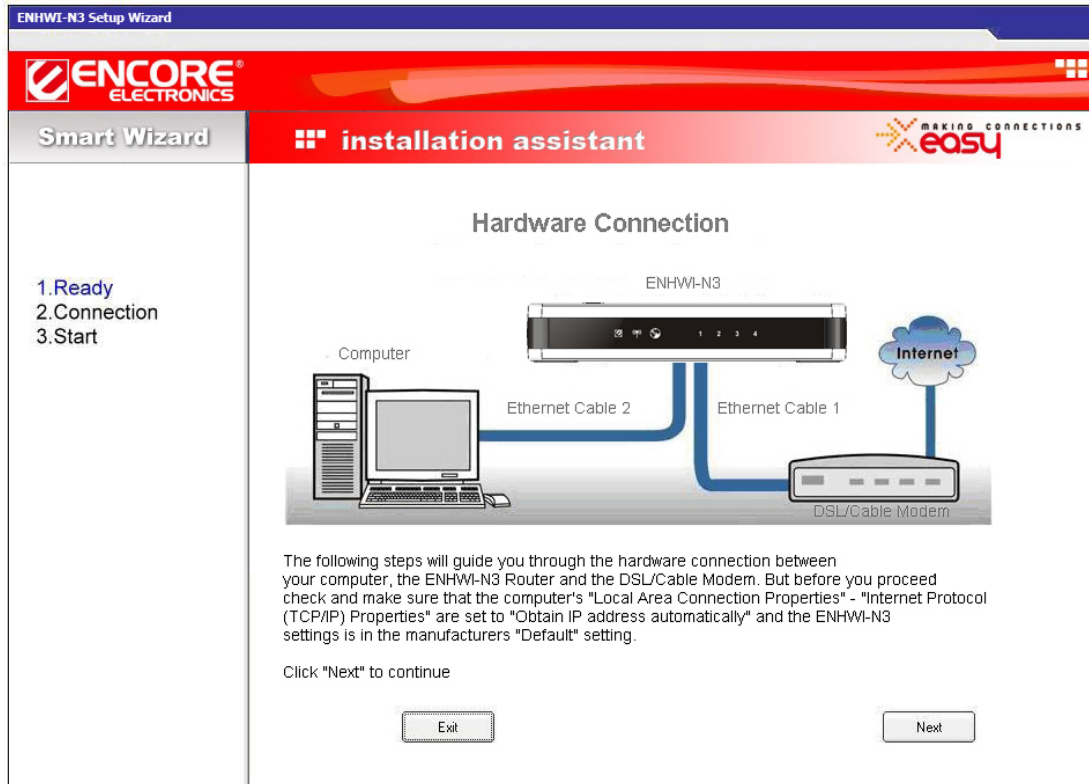 ENHWI-N3 Setup Wizard
ENCORE®
ELECTRONICS
Smart Wizard
installation assistant
MAKING CONNECTIONS
easy
Hardware Connection
1.Ready
2.Connection
3.Start
ENHWI-N3
1 2 3 4
Computer
Internet
Ethernet Cable 2
Ethernet Cable 1
DSL/Cable Modem
The following steps will guide you through the hardware connection between
your computer, the ENHWI-N3 Router and the DSL/Cable Modem. But before you proceed
check and make sure that the computer's "Local Area Connection Properties" - "Internet Protocol
(TCP/IP) Properties" are set to "Obtain IP address automatically" and the ENHWI-N3
settings is in the manufacturers "Default" setting.
Click "Next" to continue
Exit
Next